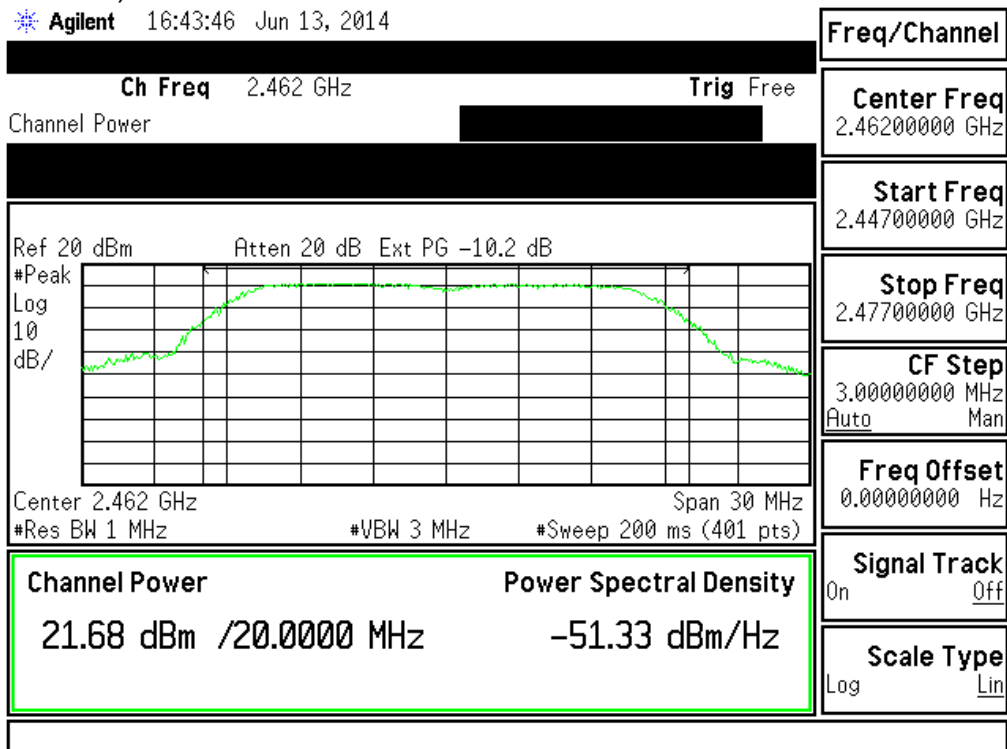 Agilent 16:43:46 Jun 13, 2014
Freq/Channel
Ch Freq 2.462 GHz Trig Free
Channel Power
Center Freq
2.46200000 GHz
Start Freq
2.44700000 GHz
Stop Freq
2.47700000 GHz
CF Step
3.00000000 MHz
Auto Man
Freq Offset
0.00000000 Hz
Signal Track
On Off
Scale Type
Log Lin
Ref 20 dBm Atten 20 dB Ext PG -10.2 dB
#Peak
Log
10
dB/
Center 2.462 GHz Span 30 MHz
#Res BW 1 MHz #VBW 3 MHz #Sweep 200 ms (401 pts)
Channel Power Power Spectral Density
21.68 dBm /20.0000 MHz -51.33 dBm/Hz